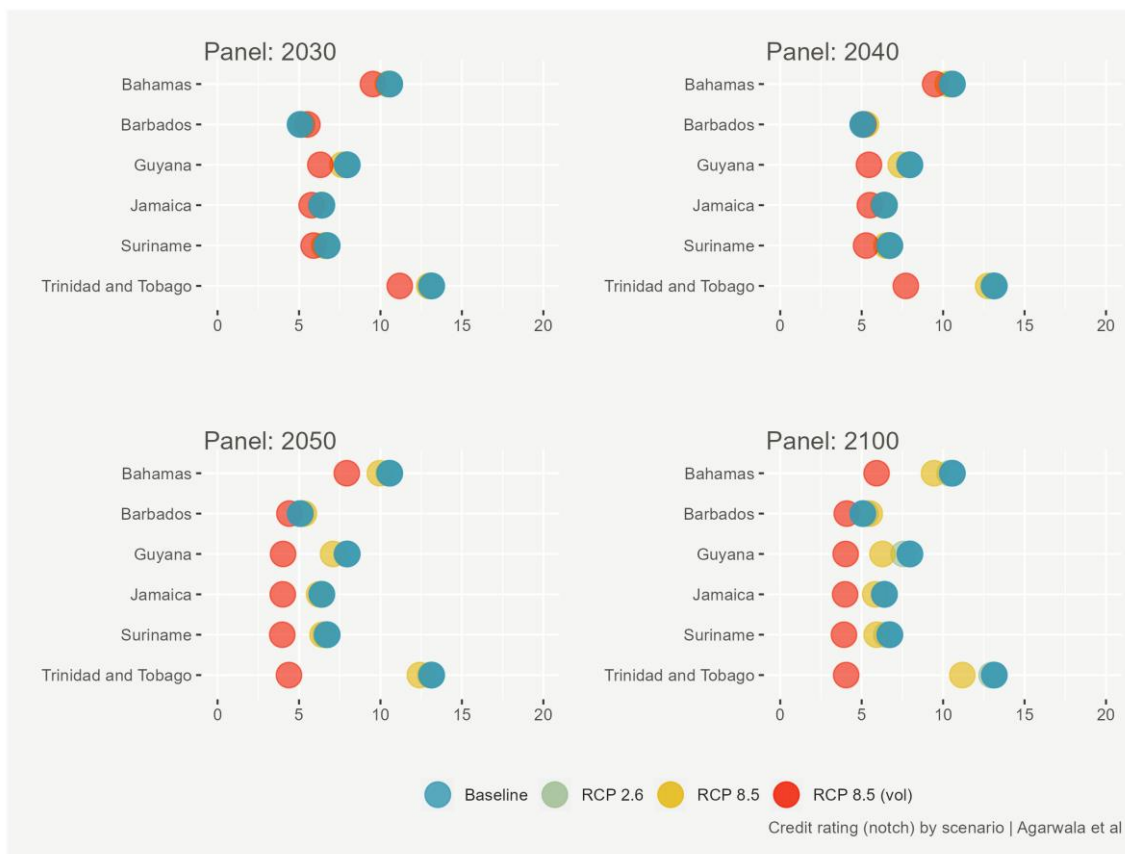 Panel: 2030
Bahamas
Barbados
Guyana
Jamaica
Suriname
Trinidad and Tobago
0 5 10 15 20
Panel: 2040
Bahamas
Barbados
Guyana
Jamaica
Suriname
Trinidad and Tobago
0 5 10 15 20
Panel: 2050
Bahamas
Barbados
Guyana
Jamaica
Suriname
Trinidad and Tobago
0 5 10 15 20
Panel: 2100
Bahamas
Barbados
Guyana
Jamaica
Suriname
Trinidad and Tobago
0 5 10 15 20
Baseline RCP 2.6 RCP 8.5 RCP 8.5 (vol)
Credit rating (notch) by scenario | Agarwala et al